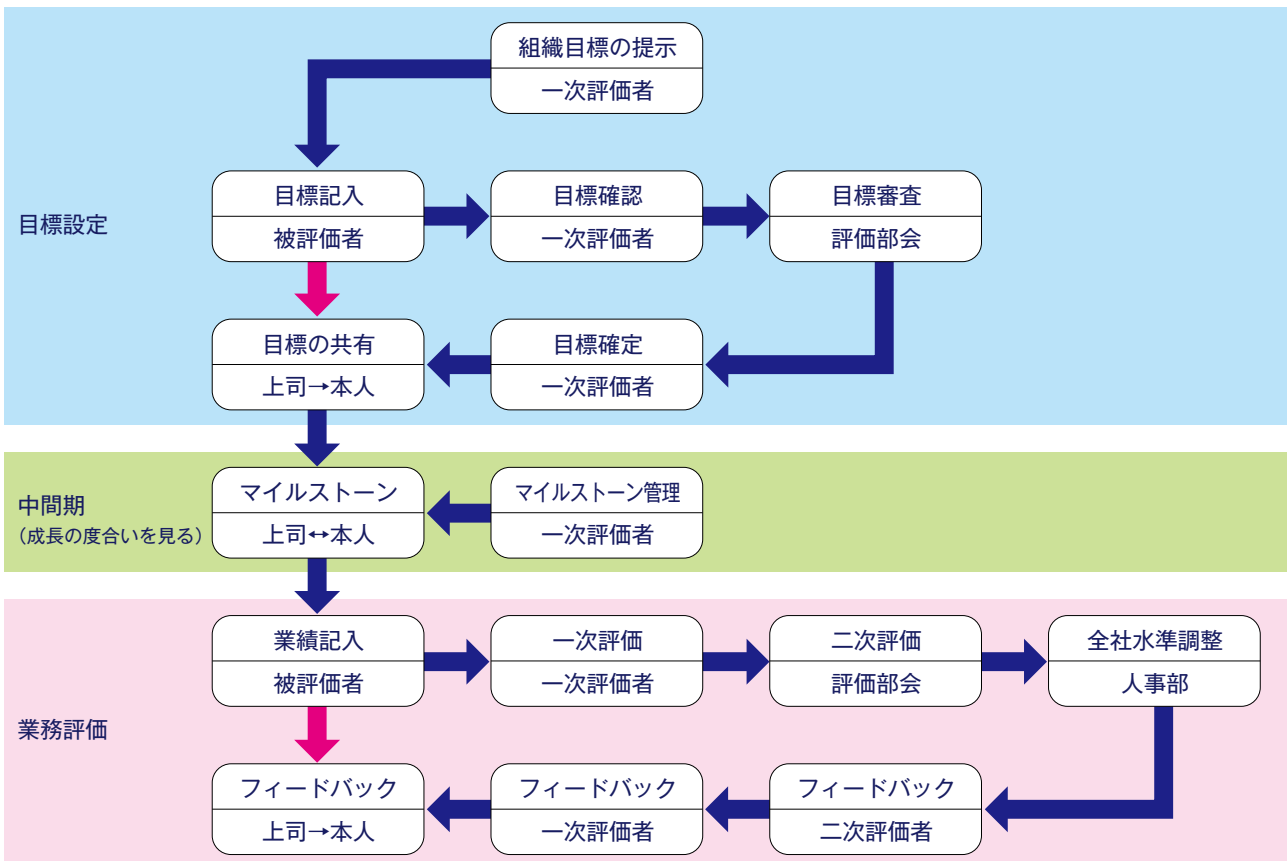 組織目標の提示
一次評価者
目標設定
目標記入
被評価者
目標確認
一次評価者
目標審査
評価部会
目標の共有
上司→本人
目標確定
一次評価者
中間期
（成長の度合いを見る）
マイルストーン
上司↔本人
マイルストーン管理
一次評価者
業務評価
業績記入
被評価者
一次評価
一次評価者
二次評価
評価部会
全社水準調整
人事部
フィードバック
上司→本人
フィードバック
一次評価者
フィードバック
二次評価者